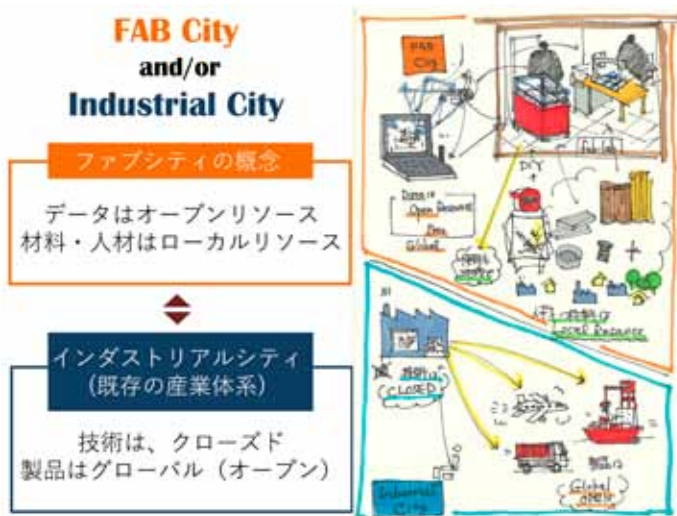 FAB City
and/or
Industrial City
ファブシティの概念
データはオープンリソース
材料・人材はローカルリソース
インダストリアルシティ
(既存の産業体系)
技術は、クローズド
製品はグローバル（オープン）
FAB
City
DIY
Data is
Open Resource
Global
Local Resource
CLOSED
Global
Industrial
City